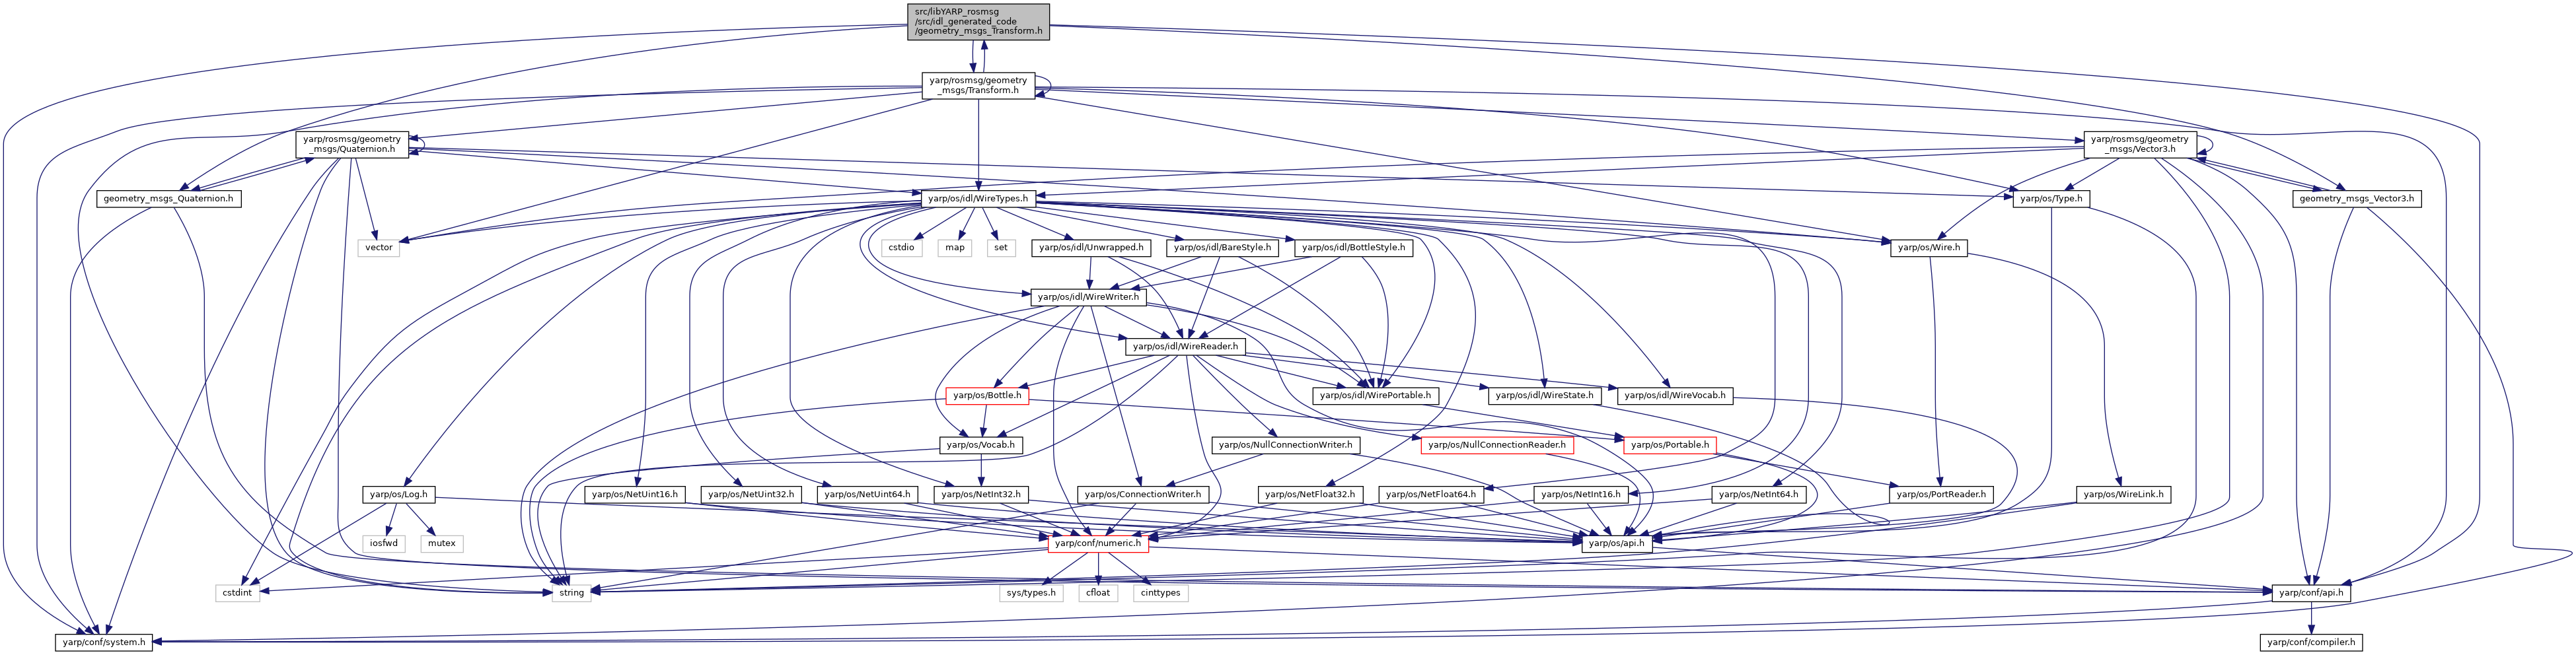 src/libYARP_rosmsg
/src/idl_generated_code
/geometry_msgs_Transform.h
yarp/rosmsg/geometry
_msgs/Transform.h
yarp/rosmsg/geometry
_msgs/Quaternion.h
yarp/rosmsg/geometry
_msgs/Vector3.h
geometry_msgs_Quaternion.h
yarp/os/idl/WireTypes.h
yarp/os/Type.h
geometry_msgs_Vector3.h
vector
cstdio
map
set
yarp/os/idl/Unwrapped.h
yarp/os/idl/BareStyle.h
yarp/os/idl/BottleStyle.h
yarp/os/Wire.h
yarp/os/idl/WireWriter.h
yarp/os/idl/WireReader.h
yarp/os/Bottle.h
yarp/os/idl/WirePortable.h
yarp/os/idl/WireState.h
yarp/os/idl/WireVocab.h
yarp/os/Vocab.h
yarp/os/NullConnectionWriter.h
yarp/os/NullConnectionReader.h
yarp/os/Portable.h
yarp/os/Log.h
yarp/os/NetUint16.h
yarp/os/NetUint32.h
yarp/os/NetUint64.h
yarp/os/NetInt32.h
yarp/os/ConnectionWriter.h
yarp/os/NetFloat32.h
yarp/os/NetFloat64.h
yarp/os/NetInt16.h
yarp/os/NetInt64.h
yarp/os/PortReader.h
yarp/os/WireLink.h
iosfwd
mutex
yarp/conf/numeric.h
yarp/os/api.h
cstdint
string
sys/types.h
cfloat
cinttypes
yarp/conf/api.h
yarp/conf/system.h
yarp/conf/compiler.h